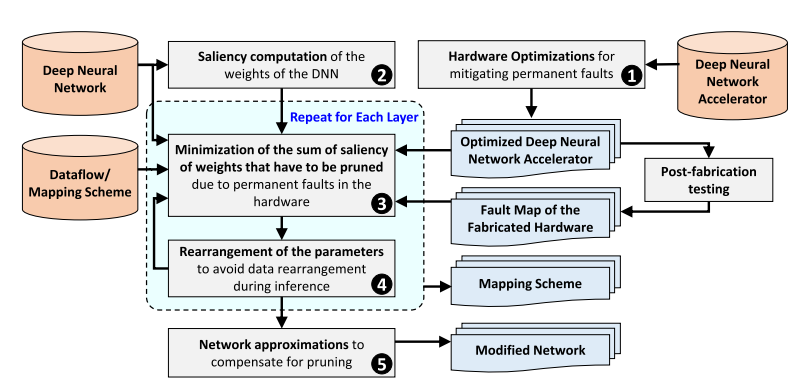 Deep Neural
Network
Saliency computation of the
weights of the DNN
2
Hardware Optimizations for
mitigating permanent faults
1
Deep Neural
Network
Accelerator
Repeat for Each Layer
Dataflow/
Mapping Scheme
Minimization of the sum of saliency
of weights that have to be pruned
due to permanent faults in the
hardware
3
Optimized Deep Neural
Network Accelerator
Post-fabrication
testing
Fault Map of the
Fabricated Hardware
Rearrangement of the parameters
to avoid data rearrangement
during inference
4
Mapping Scheme
Network approximations to
compensate for pruning
5
Modified Network